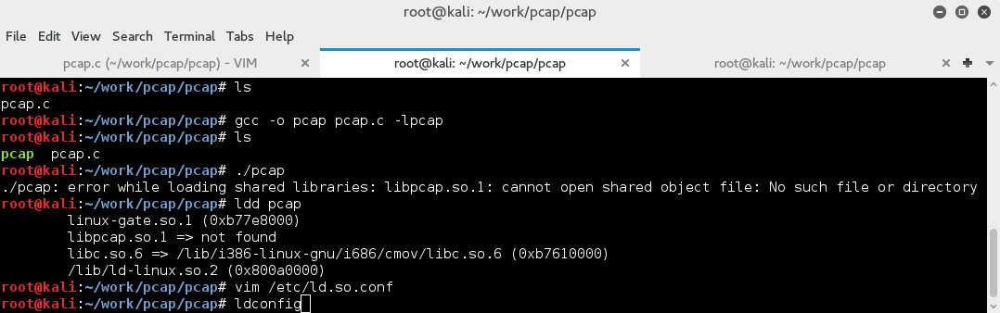 root@kali: ~/work/pcap/pcap
File Edit View Search Terminal Tabs Help
pcap.c (~/work/pcap/pcap) - VIM root@kali: ~/work/pcap/pcap root@kali: ~/work/pcap/pcap
root@kali:~/work/pcap/pcap# ls
pcap.c
root@kali:~/work/pcap/pcap# gcc -o pcap pcap.c -lpcap
root@kali:~/work/pcap/pcap# ls
pcap  pcap.c
root@kali:~/work/pcap/pcap# ./pcap
./pcap: error while loading shared libraries: libpcap.so.1: cannot open shared object file: No such file or directory
root@kali:~/work/pcap/pcap# ldd pcap
        linux-gate.so.1 (0xb77e8000)
        libpcap.so.1 => not found
        libc.so.6 => /lib/i386-linux-gnu/i686/cmov/libc.so.6 (0xb7610000)
        /lib/ld-linux.so.2 (0x800a0000)
root@kali:~/work/pcap/pcap# vim /etc/ld.so.conf
root@kali:~/work/pcap/pcap# ldconfig